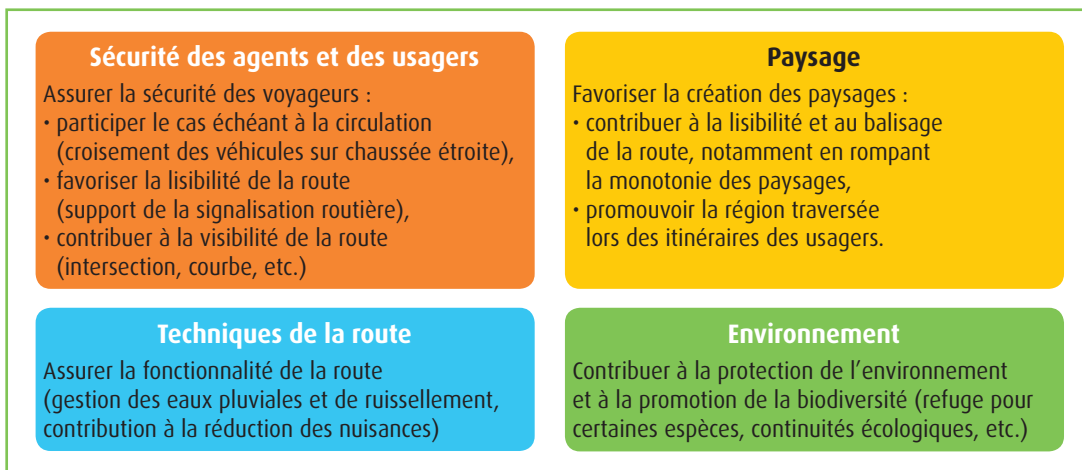 Sécurité des agents et des usagers
Assurer la sécurité des voyageurs :
• participer le cas échéant à la circulation
(croisement des véhicules sur chaussée étroite),
• favoriser la lisibilité de la route
(support de la signalisation routière),
• contribuer à la visibilité de la route
(intersection, courbe, etc.)
Paysage
Favoriser la création des paysages :
• contribuer à la lisibilité et au balisage
de la route, notamment en rompant
la monotonie des paysages,
• promouvoir la région traversée
lors des itinéraires des usagers.
Techniques de la route
Assurer la fonctionnalité de la route
(gestion des eaux pluviales et de ruissellement,
contribution à la réduction des nuisances)
Environnement
Contribuer à la protection de l’environnement
et à la promotion de la biodiversité (refuge pour
certaines espèces, continuités écologiques, etc.)